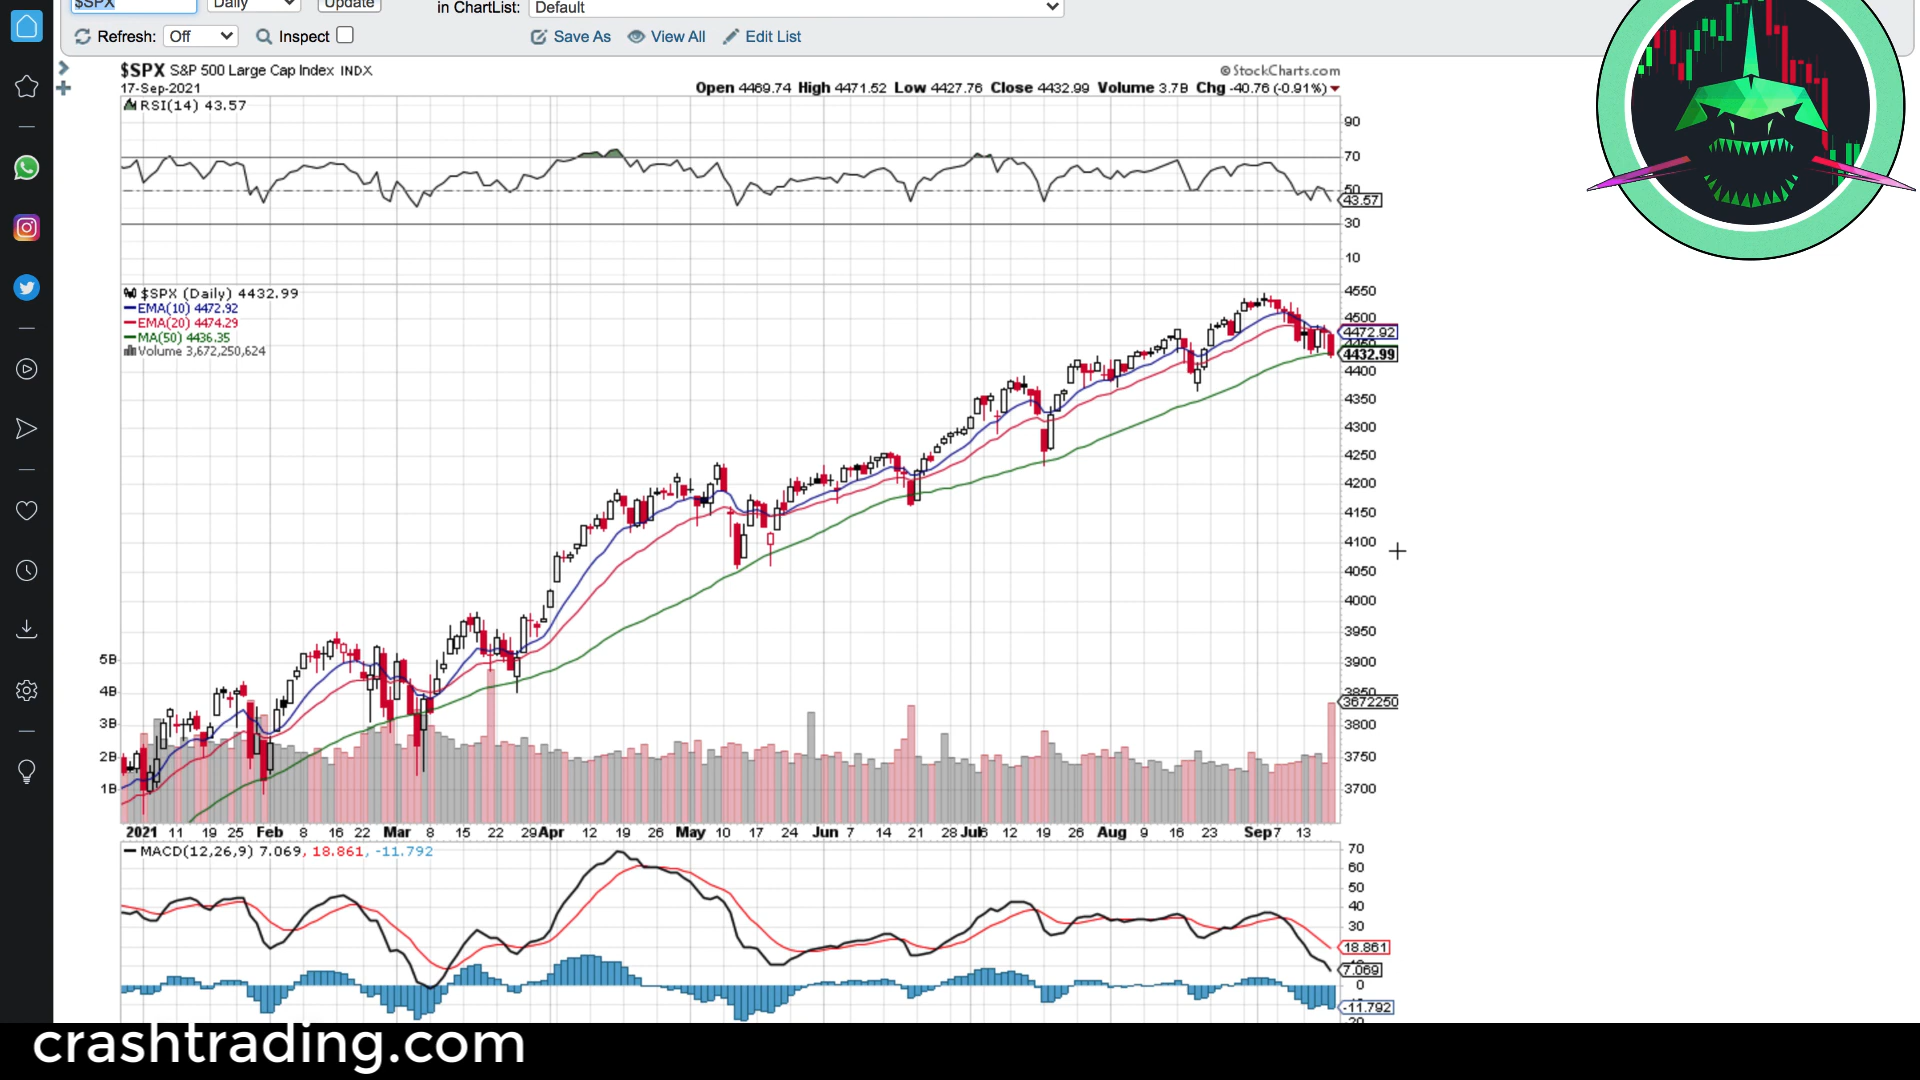 $SPX Daily Update in ChartList: Default
Refresh: Off Inspect Save As View All Edit List
$SPX S&P 500 Large Cap Index INDX ©StockCharts.com
17-Sep-2021 Open 4469.74 High 4471.52 Low 4427.76 Close 4432.99 Volume 3.7B Chg -40.76 (-0.91%)
RSI(14) 43.57
90
70
50
43.57
30
10
$SPX (Daily) 4432.99
EMA(10) 4472.92
EMA(20) 4474.29
MA(50) 4436.35
Volume 3,672,250,624
4550
4500
4472.92
4450
4432.99
4400
4350
4300
4250
4200
4150
4100
4050
4000
3950
5B 3900
4B 3850
3672250
3B 3800
2B 3750
1B 3700
2021 11 19 25 Feb 8 16 22 Mar 8 15 22 29 Apr 12 19 26 May 10 17 24 Jun 7 14 21 28 Jul 6 12 19 26 Aug 9 16 23 Sep 7 13
MACD(12,26,9) 7.069, 18.861, -11.792
70
60
50
40
30
18.861
7.069
0
-11.792
crashtrading.com